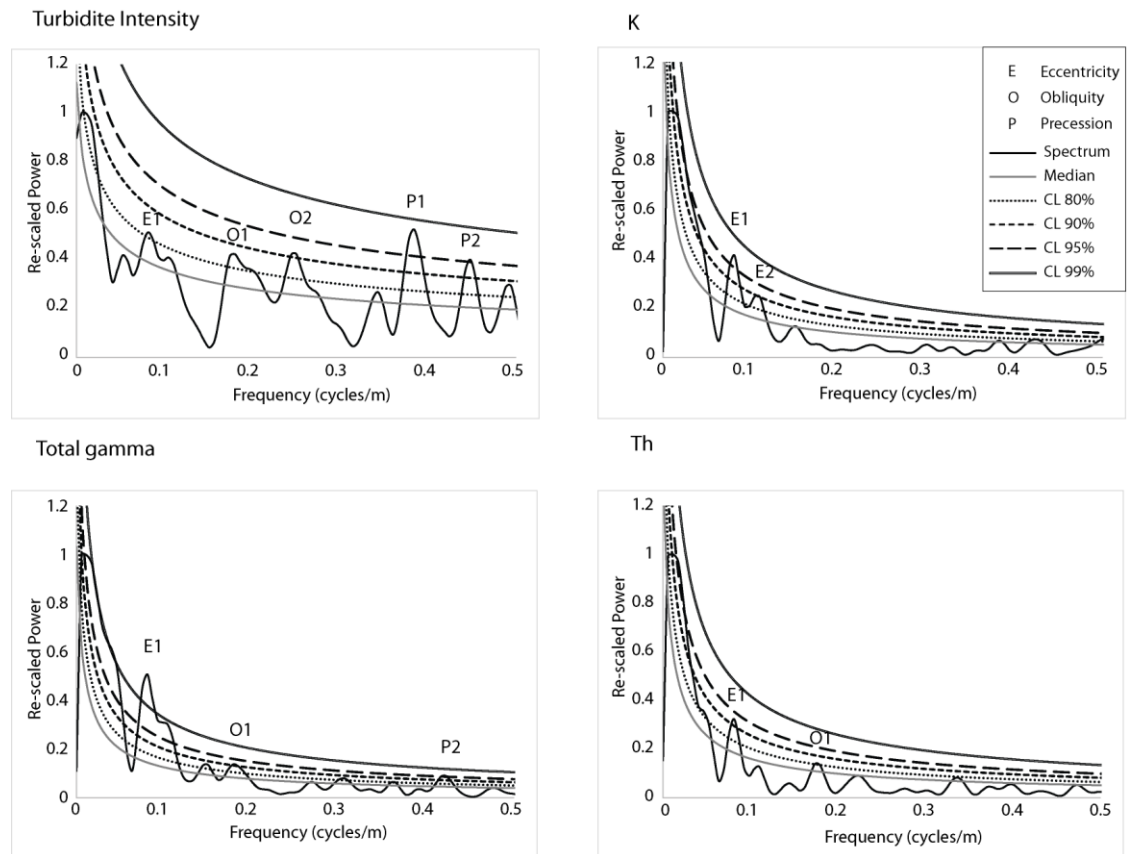 Turbidite Intensity
1.2
1
0.8
0.6
0.4
0.2
0
Re-scaled Power
E1
O1
O2
P1
P2
0 0.1 0.2 0.3 0.4 0.5
Frequency (cycles/m)
K
1.2
1
0.8
0.6
0.4
0.2
0
Re-scaled Power
E1
E2
0 0.1 0.2 0.3 0.4 0.5
Frequency (cycles/m)
E Eccentricity
O Obliquity
P Precession
Spectrum
Median
CL 80%
CL 90%
CL 95%
CL 99%
Total gamma
1.2
1
0.8
0.6
0.4
0.2
0
Re-scaled Power
E1
O1
P2
0 0.1 0.2 0.3 0.4 0.5
Frequency (cycles/m)
Th
1.2
1
0.8
0.6
0.4
0.2
0
Re-scaled Power
E1
O1
0 0.1 0.2 0.3 0.4 0.5
Frequency (cycles/m)